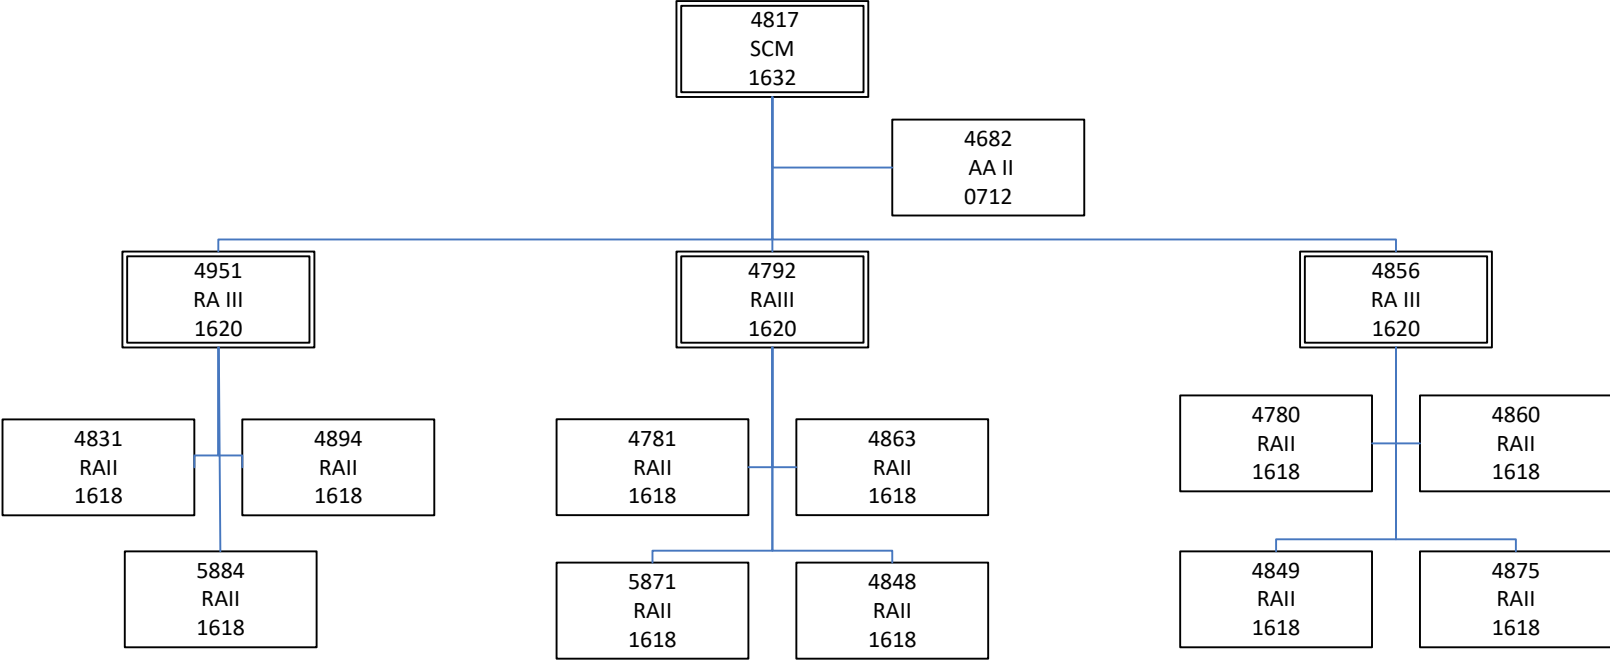 4817
SCM
1632
4682
AA II
0712
4951
RA III
1620
4792
RAIII
1620
4856
RA III
1620
4831
RAII
1618
4894
RAII
1618
5884
RAII
1618
4781
RAII
1618
4863
RAII
1618
5871
RAII
1618
4848
RAII
1618
4780
RAII
1618
4860
RAII
1618
4849
RAII
1618
4875
RAII
1618